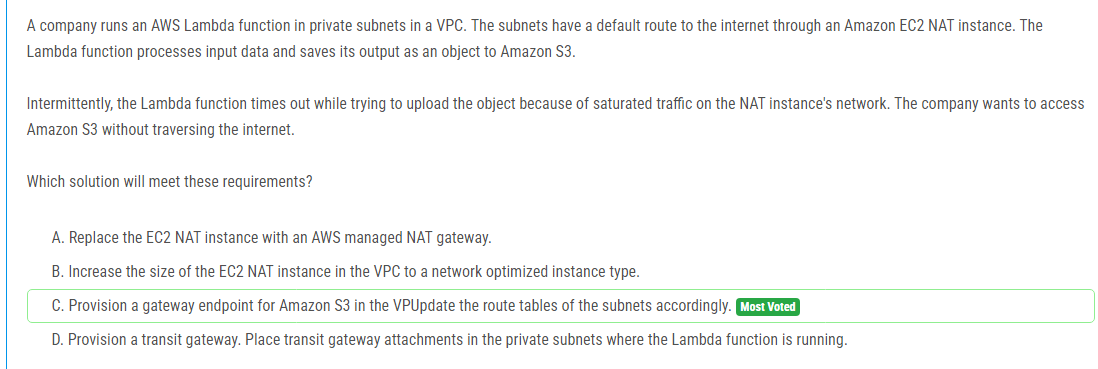 A company runs an AWS Lambda function in private subnets in a VPC. The subnets have a default route to the internet through an Amazon EC2 NAT instance. The
Lambda function processes input data and saves its output as an object to Amazon S3.
Intermittently, the Lambda function times out while trying to upload the object because of saturated traffic on the NAT instance's network. The company wants to access
Amazon S3 without traversing the internet.
Which solution will meet these requirements?
A. Replace the EC2 NAT instance with an AWS managed NAT gateway.
B. Increase the size of the EC2 NAT instance in the VPC to a network optimized instance type.
C. Provision a gateway endpoint for Amazon S3 in the VPUpdate the route tables of the subnets accordingly. Most Voted
D. Provision a transit gateway. Place transit gateway attachments in the private subnets where the Lambda function is running.